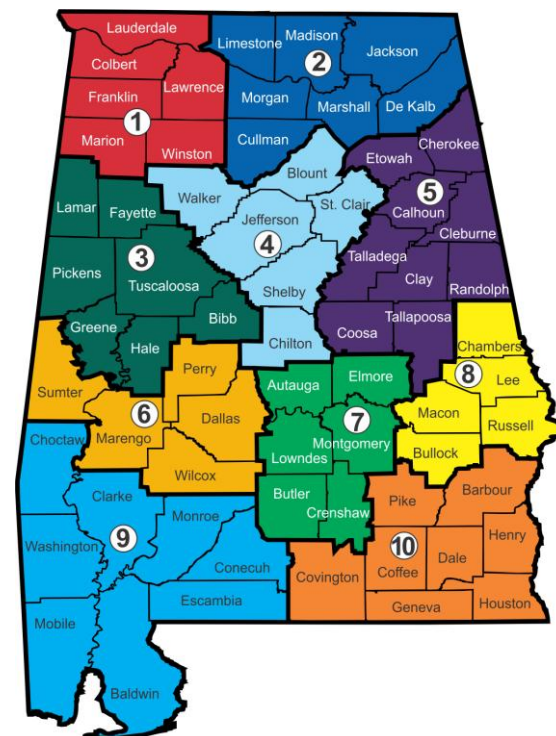 Lauderdale
Limestone
Madison
Jackson
Colbert
Lawrence
Franklin
1
Marion
Winston
2
Morgan
Marshall
De Kalb
Cullman
Cherokee
Etowah
Blount
Walker
St. Clair
Jefferson
4
Shelby
Chilton
5
Calhoun
Cleburne
Talladega
Clay
Randolph
Coosa
Tallapoosa
Lamar
Fayette
3
Pickens
Tuscaloosa
Greene
Hale
Bibb
Sumter
Perry
6
Dallas
Marengo
Wilcox
Autauga
Elmore
7
Montgomery
Lowndes
Butler
Crenshaw
Chambers
8
Lee
Macon
Russell
Bullock
Choctaw
Clarke
Monroe
9
Washington
Conecuh
Escambia
Mobile
Baldwin
Pike
Barbour
10
Henry
Coffee
Dale
Covington
Geneva
Houston